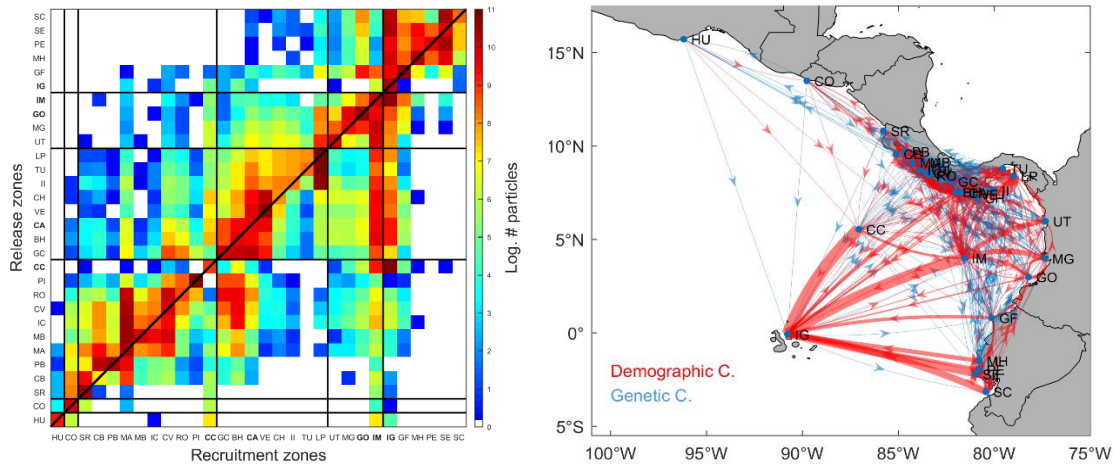 Release zones
SC
SE
PE
MH
GF
IG
IM
GO
MG
UT
LP
TU
II
CH
VE
CA
BH
GC
CC
PI
RO
CV
IC
MB
MA
PB
CB
SR
CO
HU
HU CO SR CB PB MA MB IC CV RO PI CC GC BH CA VE CH II TU LP UT MG GO IM IG GF MH PE SE SC
Recruitment zones
11
10
9
8
7
6
5
4
3
2
1
0
Log. # particles
15°N
10°N
5°N
0°
5°S
100°W 95°W 90°W 85°W 80°W 75°W
HU
CO
SR
CC
IM
UT
MG
GO
GF
IG
MH
SC
TU
LP
GC
II
RO
Demographic C.
Genetic C.